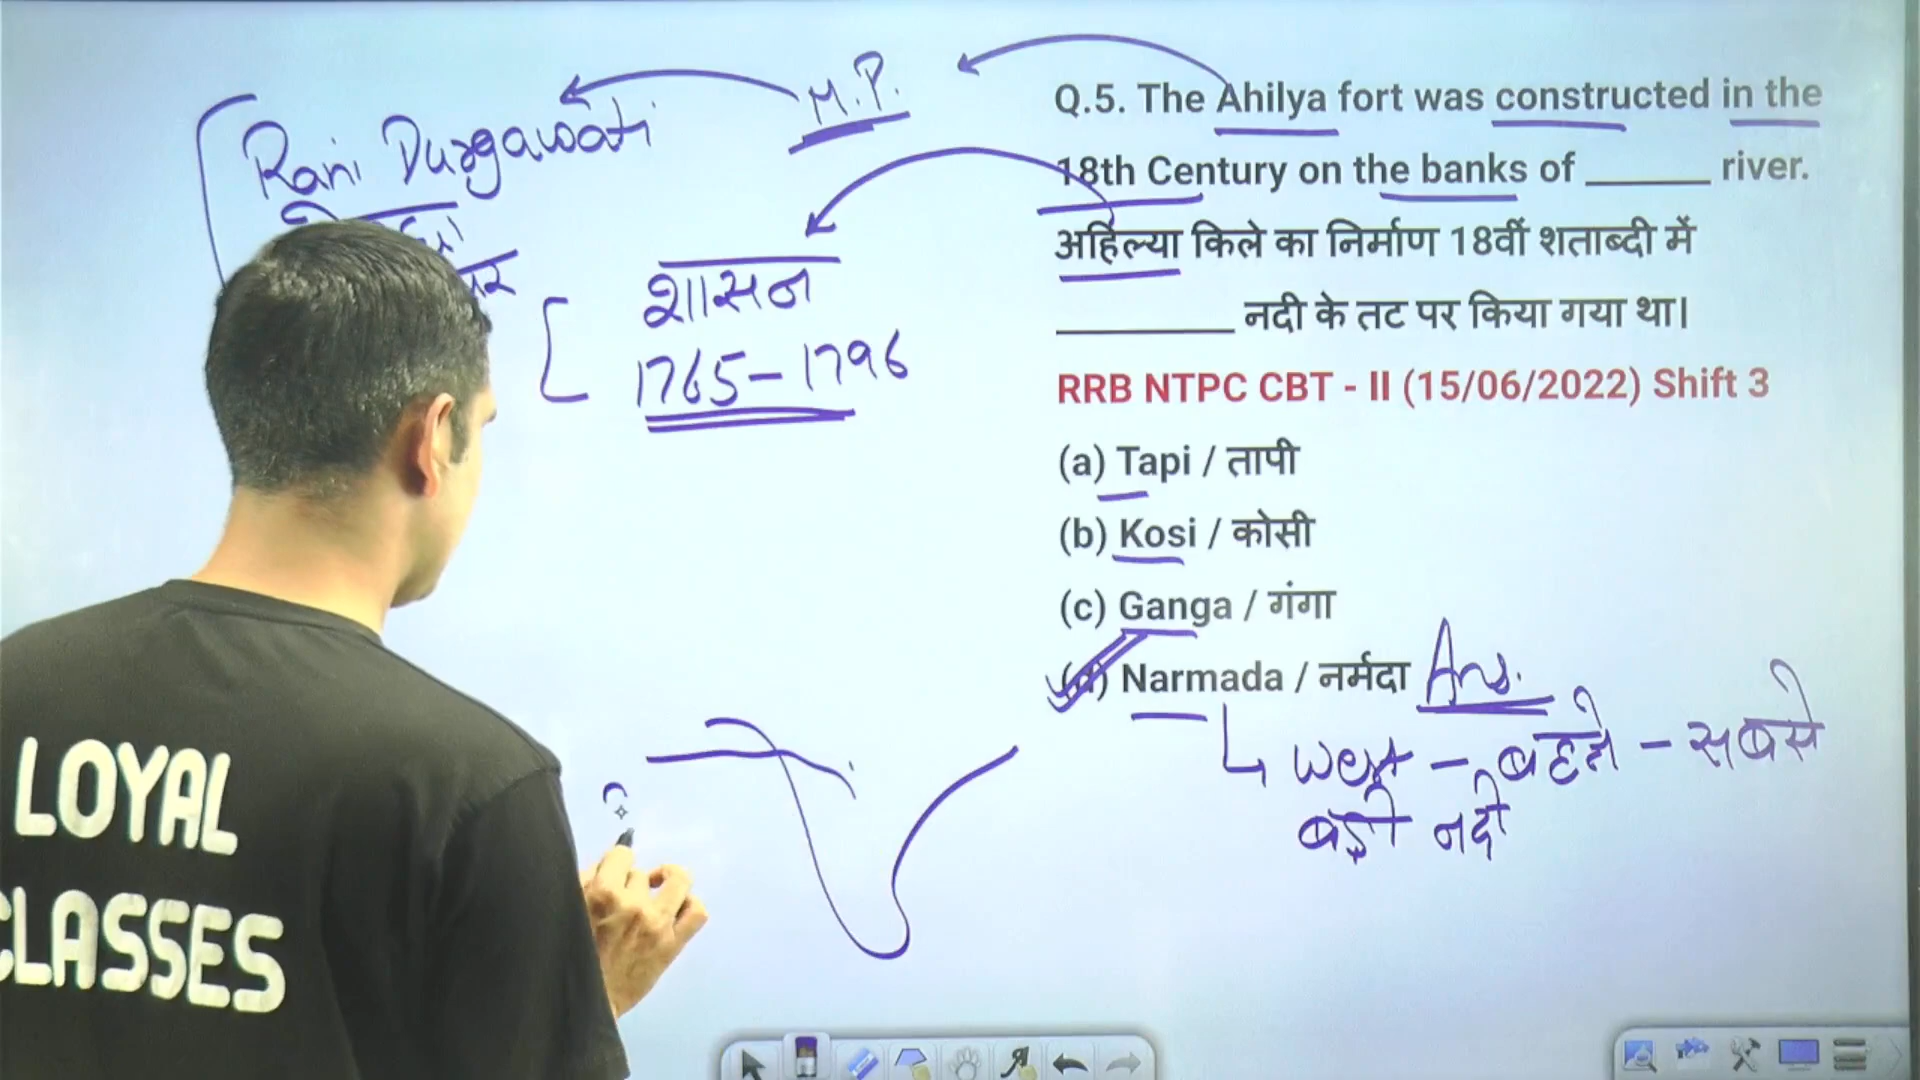 Rani Durgawati
M.P.
शासन
1765 – 1796
Q.5. The Ahilya fort was constructed in the
18th Century on the banks of ______ river.
अहिल्या किले का निर्माण 18वीं शताब्दी में
_________ नदी के तट पर किया गया था।
RRB NTPC CBT - II (15/06/2022) Shift 3
(a) Tapi / तापी
(b) Kosi / कोसी
(c) Ganga / गंगा
(d) Narmada / नर्मदा Ans.
West – बहने – सबसे
बड़ी नदी
LOYAL
CLASSES